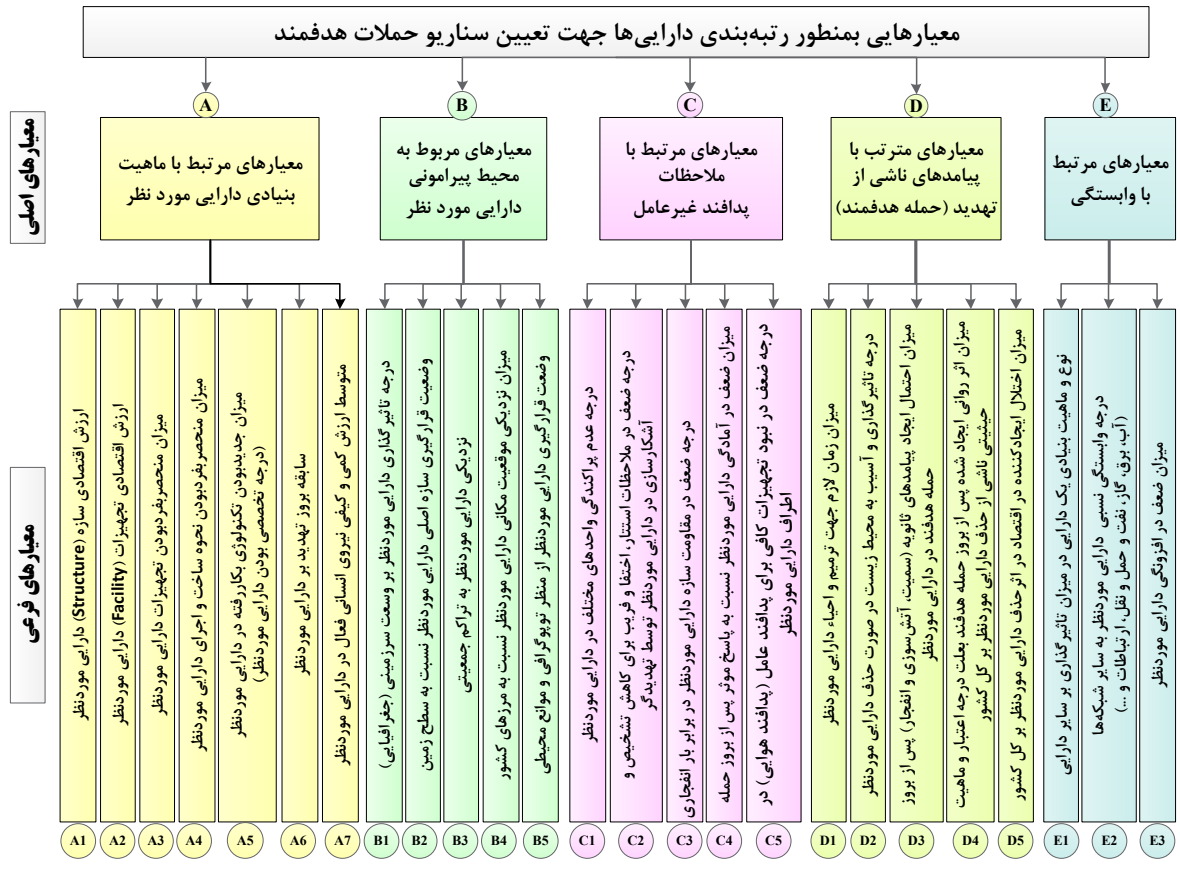 معیارهایی بمنظور رتبه‌بندی دارایی‌ها جهت تعیین سناریو حملات هدفمند
معیارهای اصلی
A
معیارهای مرتبط با ماهیت
بنیادی دارایی مورد نظر
B
معیارهای مربوط به
محیط پیرامونی
دارایی مورد نظر
C
معیارهای مرتبط با
ملاحظات
پدافند غیرعامل
D
معیارهای مترتب با
پیامدهای ناشی از
تهدید (حمله هدفمند)
E
معیارهای مرتبط
با وابستگی
معیارهای فرعی
ارزش اقتصادی سازه (Structure) دارایی موردنظر
A1
ارزش اقتصادی تجهیزات (Facility) دارایی موردنظر
A2
میزان منحصربفردبودن تجهیزات دارایی موردنظر
A3
میزان منحصربفردبودن نحوه ساخت و اجرای دارایی موردنظر
A4
میزان جدیدبودن تکنولوژی بکاررفته در دارایی موردنظر
(درجه تخصصی بودن دارایی موردنظر)
A5
سابقه بروز تهدید بر دارایی موردنظر
A6
متوسط ارزش کمی و کیفی نیروی انسانی فعال در دارایی موردنظر
A7
درجه تاثیرگذاری دارایی موردنظر بر وسعت سرزمینی (جغرافیایی)
B1
وضعیت قرارگیری سازه اصلی دارایی موردنظر نسبت به سطح زمین
B2
نزدیکی دارایی موردنظر به تراکم جمعیتی
B3
میزان نزدیکی موقعیت مکانی دارایی موردنظر نسبت به مرزهای کشور
B4
وضعت قرارگیری دارایی موردنظر از منظر توپوگرافی و موانع محیطی
B5
درجه عدم پراکندگی واحدهای مختلف در دارایی موردنظر
C1
درجه ضعف در ملاحظات استتار، اختفا و فریب برای کاهش تشخیص و
آشکارسازی در دارایی موردنظر توسط تهدیدگر
C2
درجه ضعف در مقاومت سازه دارایی موردنظر در برابر بار انفجاری
C3
میزان ضعف در آمادگی دارایی موردنظر نسبت به پاسخ موثر پس از بروز حمله
C4
درجه ضعف در نبود تجهیزات کافی برای پدافند عامل (پدافند هوایی) در
اطراف دارایی موردنظر
C5
میزان زمان لازم جهت ترمیم و احیاء دارایی موردنظر
D1
درجه تاثیرگذاری و آسیب به محیط زیست در صورت حذف دارایی موردنظر
D2
میزان احتمال ایجاد پیامدهای ثانویه (سمیت، آتش‌سوزی و انفجار) پس از بروز
حمله هدفمند در دارایی موردنظر
D3
میزان اثر روانی ایجاد شده پس از بروز حمله هدفمند بعلت درجه اعتبار و ماهیت
حیثیتی ناشی از حذف دارایی موردنظر بر کل کشور
D4
میزان اختلال ایجادکننده در اقتصاد در اثر حذف دارایی موردنظر بر کل کشور
D5
نوع و ماهیت بنیادی یک دارایی در میزان تاثیرگذاری بر سایر دارایی
E1
درجه وابستگی نسبی دارایی موردنظر به سایر شبکه‌ها
(آب، برق، گاز، نفت و حمل و نقل، ارتباطات و ...)
E2
میزان ضعف در افزونگی دارایی موردنظر
E3